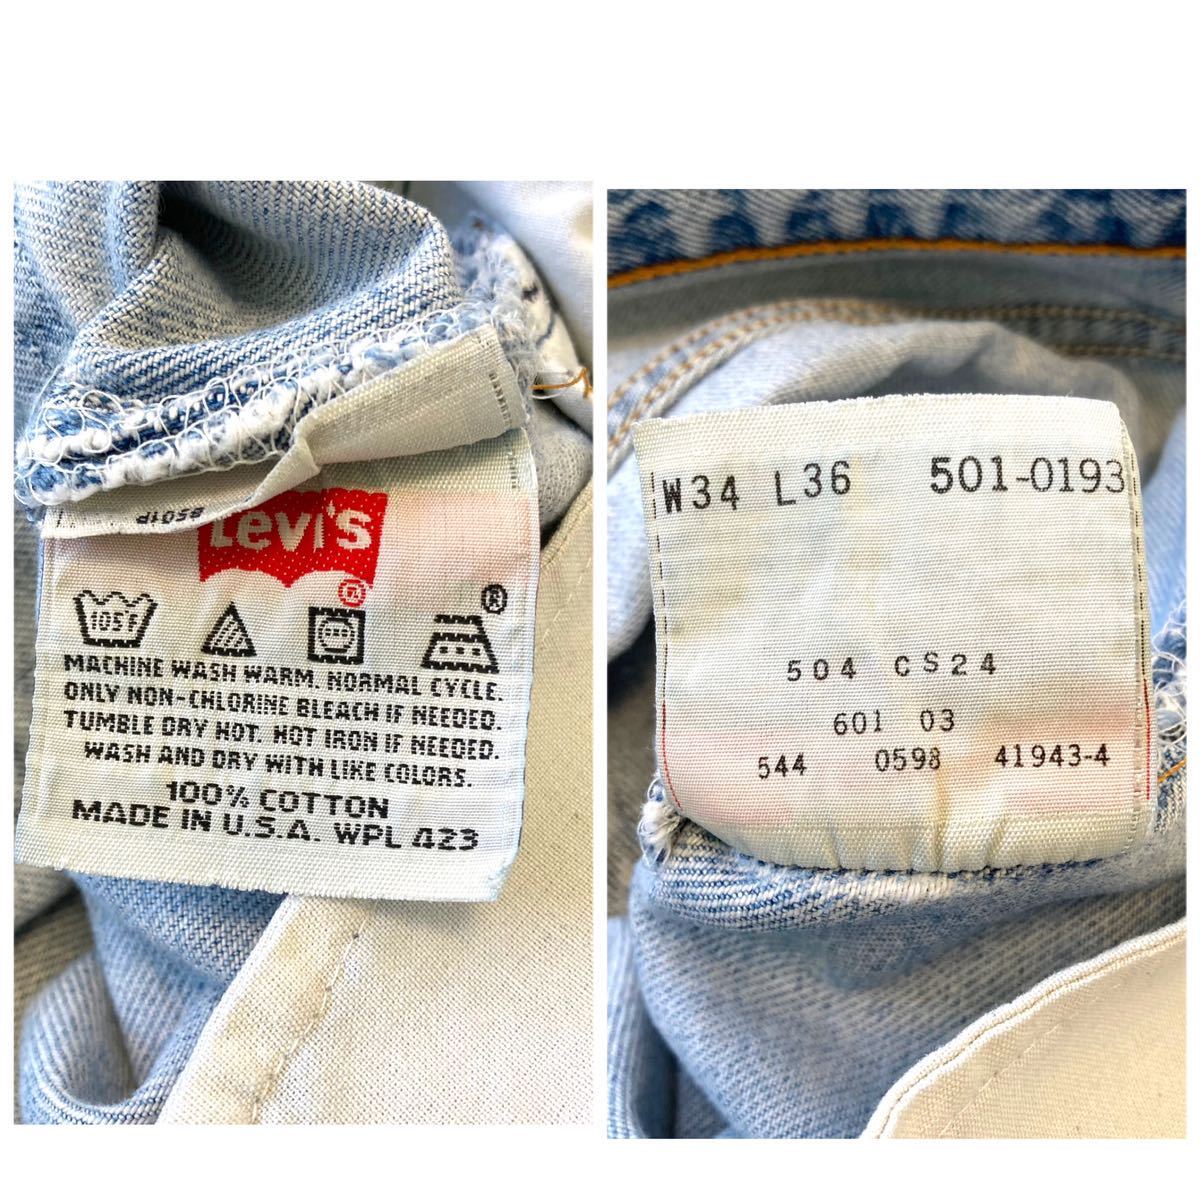 8501P
Levi's
R
105°F
®
MACHINE WASH WARM. NORMAL CYCLE.
ONLY NON-CHLORINE BLEACH IF NEEDED.
TUMBLE DRY HOT. HOT IRON IF NEEDED.
WASH AND DRY WITH LIKE COLORS.
100% COTTON
MADE IN U.S.A. WPL 423
W34 L36 501-0193
504 CS24
601 03
544 0598 41943-4